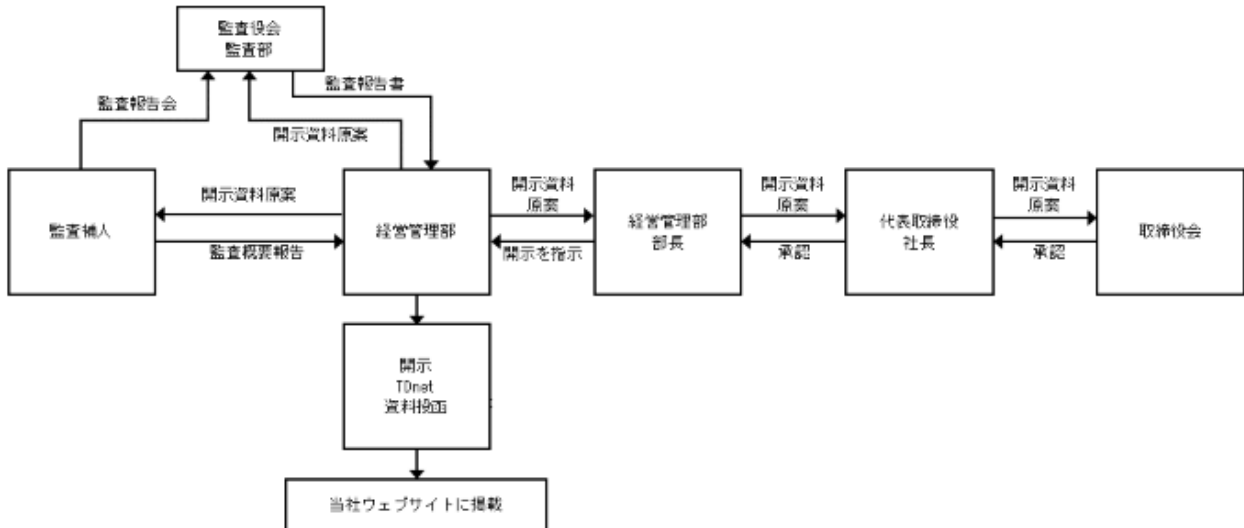 監査役会
監査部
監査報告書
監査報告会
開示資料原案
監査補人
開示資料原案
監査概要報告
経営管理部
開示資料
原案
開示を指示
経営管理部
部長
開示資料
原案
承認
代表取締役
社長
開示資料
原案
承認
取締役会
開示
TDnet
資料投函
当社ウェブサイトに掲載